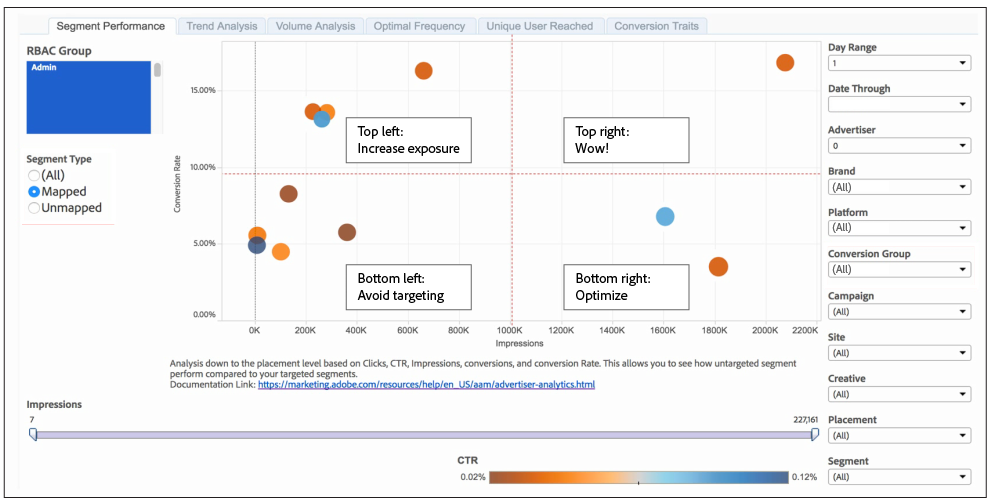 Segment Performance
Trend Analysis
Volume Analysis
Optimal Frequency
Unique User Reached
Conversion Traits
RBAC Group
Admin
Segment Type
(All)
Mapped
Unmapped
Conversion Rate
15.00%
10.00%
5.00%
0.00%
Top left:
Increase exposure
Top right:
Wow!
Bottom left:
Avoid targeting
Bottom right:
Optimize
0K
200K
400K
600K
800K
1000K
1200K
1400K
1600K
1800K
2000K
2200K
Impressions
Analysis down to the placement level based on Clicks, CTR, Impressions, conversions, and conversion Rate. This allows you to see how untargeted segment
perform compared to your targeted segments.
Documentation Link: https://marketing.adobe.com/resources/help/en_US/aam/advertiser-analytics.html
Impressions
7
227,161
CTR
0.02%
0.12%
Day Range
1
Date Through
Advertiser
0
Brand
(All)
Platform
(All)
Conversion Group
(All)
Campaign
(All)
Site
(All)
Creative
(All)
Placement
(All)
Segment
(All)